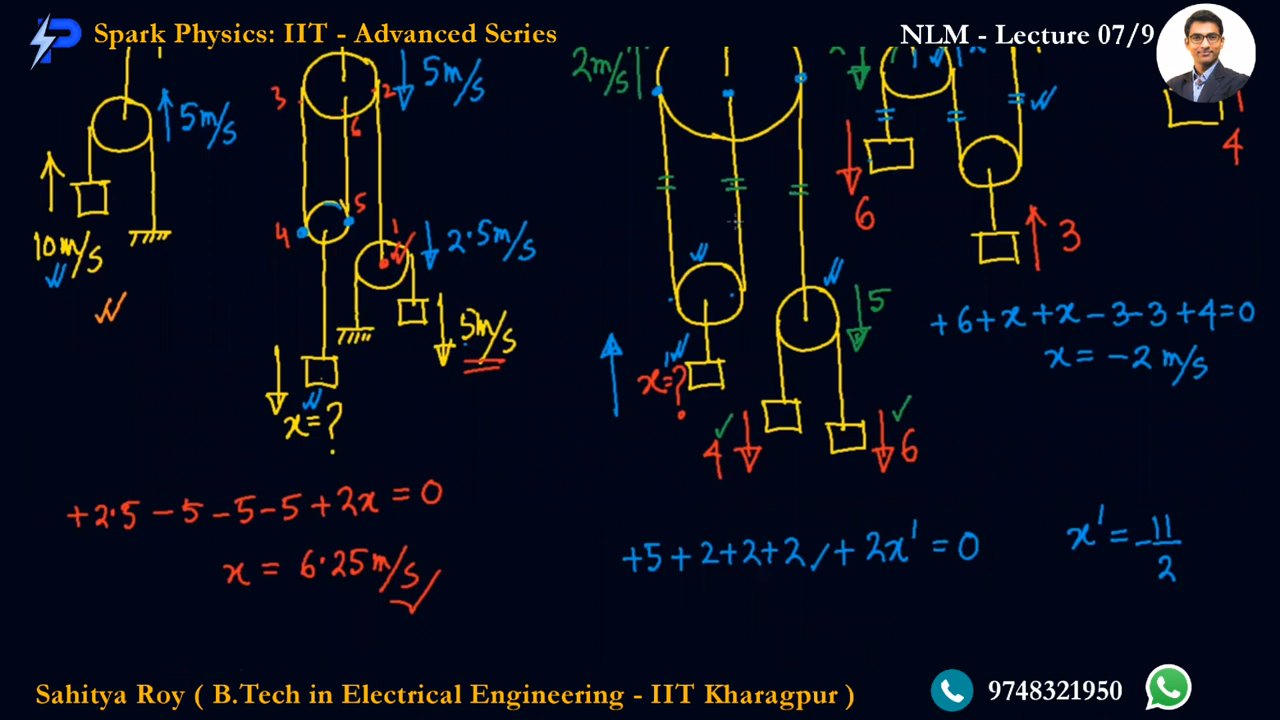 Spark Physics: IIT - Advanced Series
NLM - Lecture 07/9
5m/s
10m/s
5m/s
3
2
6
5
4
1
2.5m/s
5m/s
x=?
+2.5 - 5 - 5 - 5 + 2x = 0
x = 6.25m/s
2m/s
5
x=?
4
6
+5 + 2 + 2 + 2 + 2x' = 0
x' = -11/2
6
3
4
+6+x+x-3-3+4=0
x = -2 m/s
Sahitya Roy ( B.Tech in Electrical Engineering - IIT Kharagpur )
9748321950